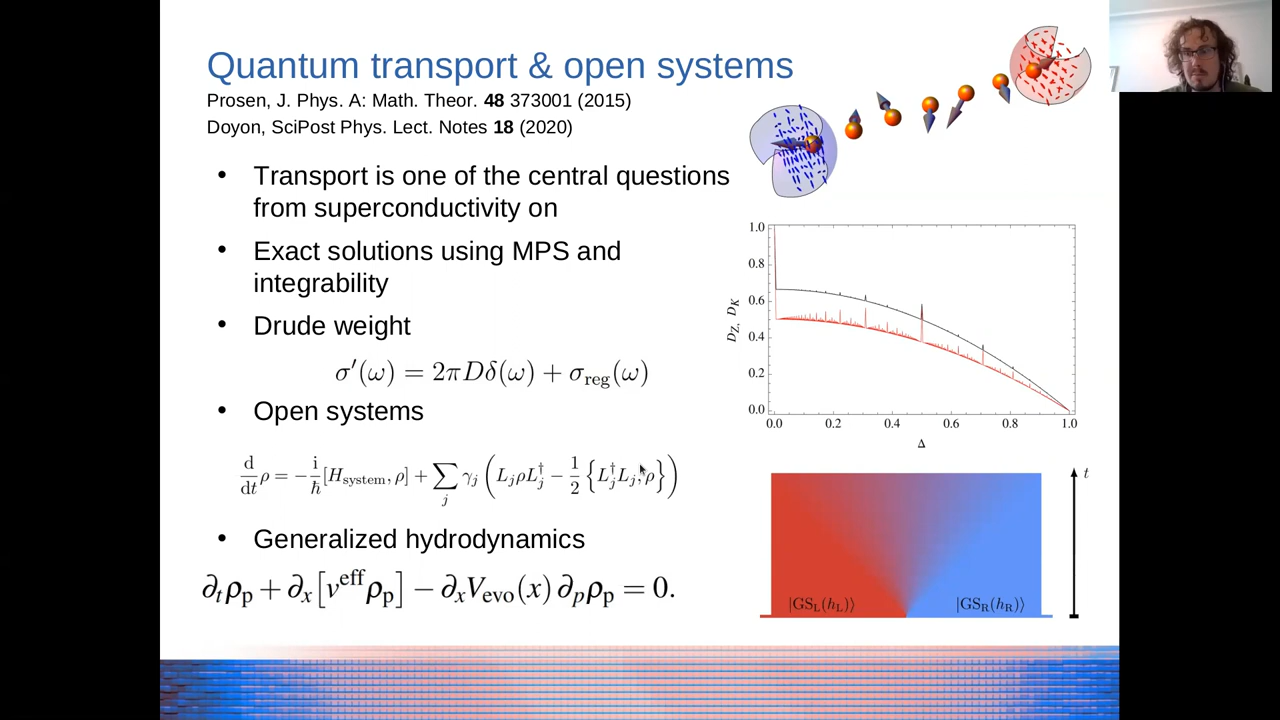 Quantum transport & open systems
Prosen, J. Phys. A: Math. Theor. 48 373001 (2015)
Doyon, SciPost Phys. Lect. Notes 18 (2020)
• Transport is one of the central questions
from superconductivity on
• Exact solutions using MPS and
integrability
• Drude weight
σ′(ω) = 2πDδ(ω) + σ_reg(ω)
• Open systems
d/dt ρ = − i/ħ [H_system, ρ] + ∑_j γ_j ( L_j ρ L_j† − 1/2 { L_j† L_j, ρ } )
• Generalized hydrodynamics
∂_t ρ_p + ∂_x [v^eff ρ_p] − ∂_x V_evo(x) ∂_p ρ_p = 0.
1.0
0.8
0.6
0.4
0.2
0.0
D_Z, D_K
0.0 0.2 0.4 0.6 0.8 1.0
Δ
t
|GS_L(h_L)⟩ |GS_R(h_R)⟩